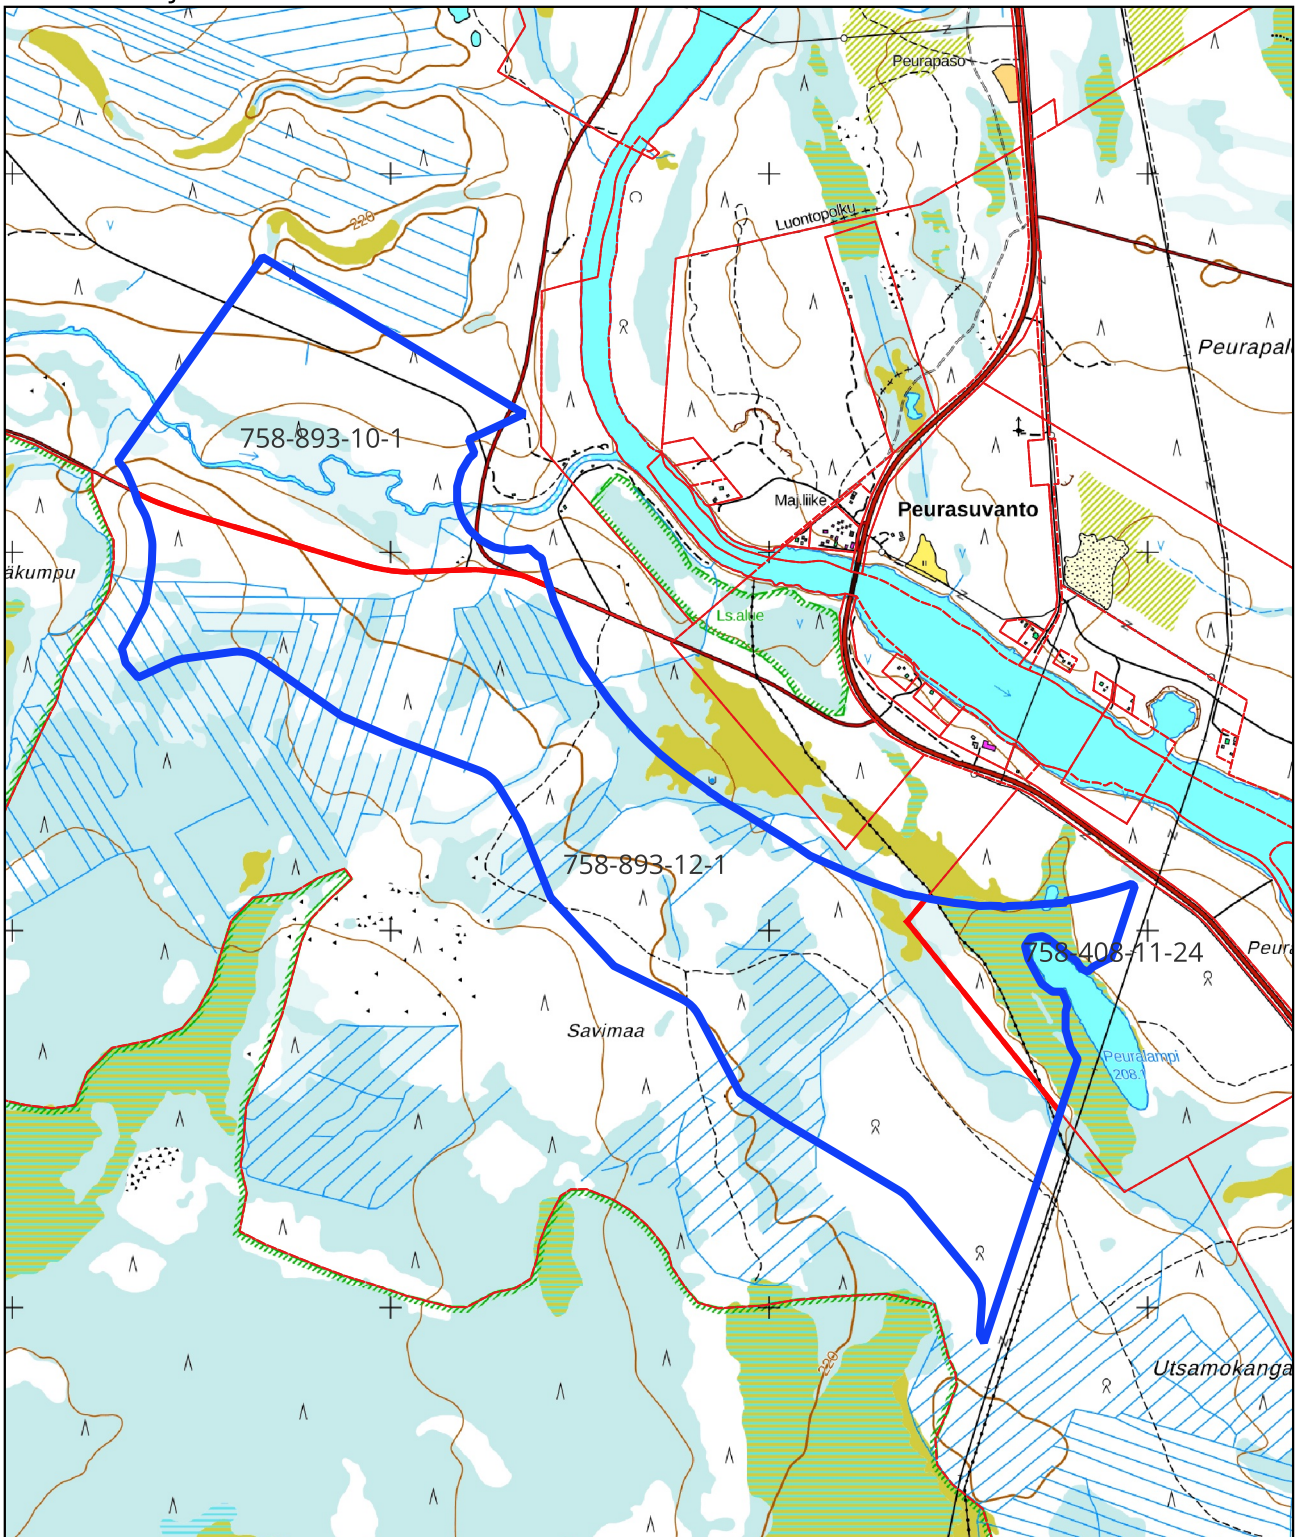 Peurapaso
220
Luontopolku
Peurapal
758-893-10-1
Maj.liike
Peurasuvanto
äkumpu
Ls.alue
758-893-12-1
758-408-11-24
Peura
Savimaa
Peuralampi
208.1
220
Utsamokanga